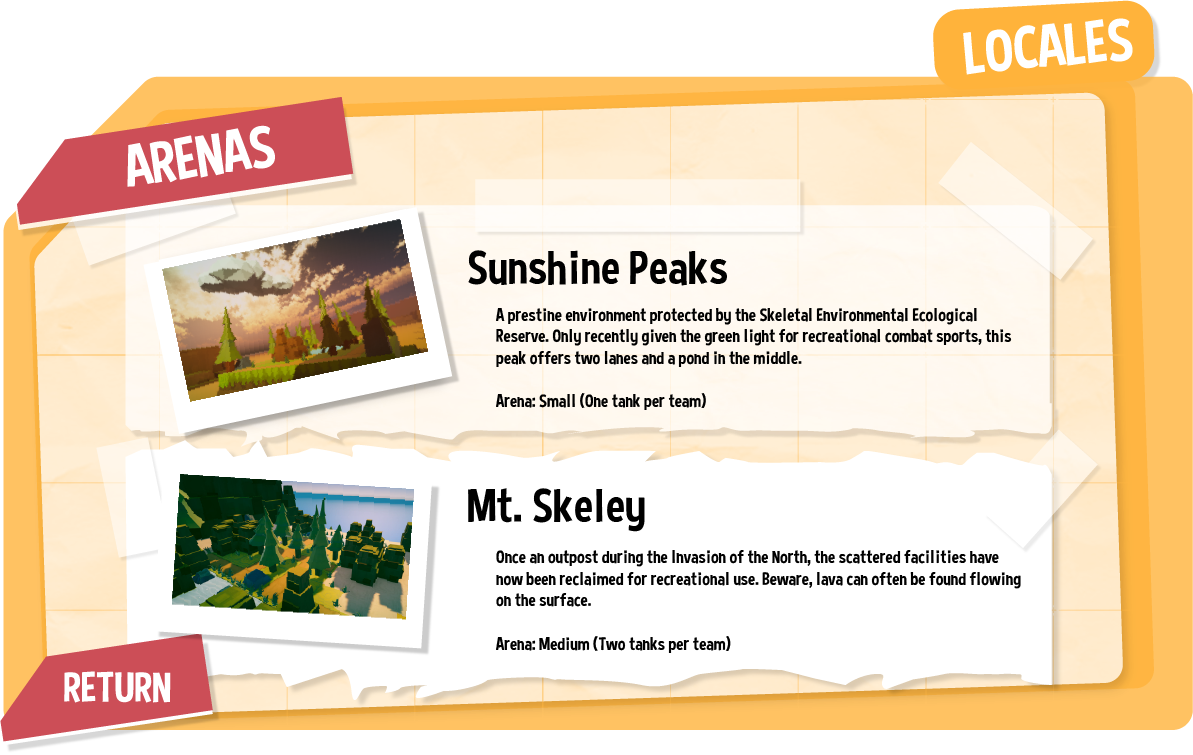 LOCALES
ARENAS
Sunshine Peaks
A prestine environment protected by the Skeletal Environmental Ecological
Reserve. Only recently given the green light for recreational combat sports, this
peak offers two lanes and a pond in the middle.
Arena: Small (One tank per team)
Mt. Skeley
Once an outpost during the Invasion of the North, the scattered facilities have
now been reclaimed for recreational use. Beware, lava can often be found flowing
on the surface.
Arena: Medium (Two tanks per team)
RETURN